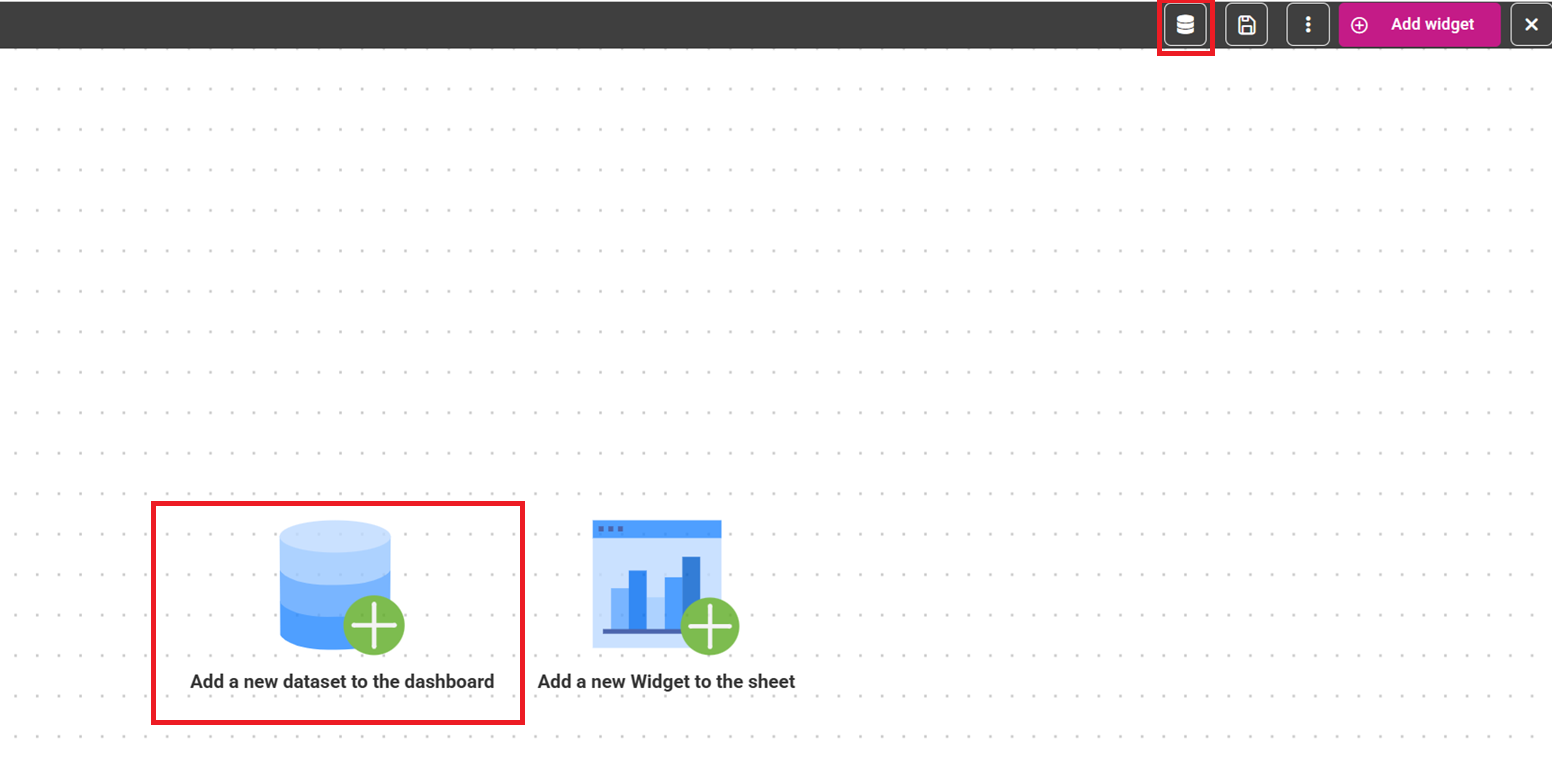 Add widget
Add a new dataset to the dashboard
Add a new Widget to the sheet